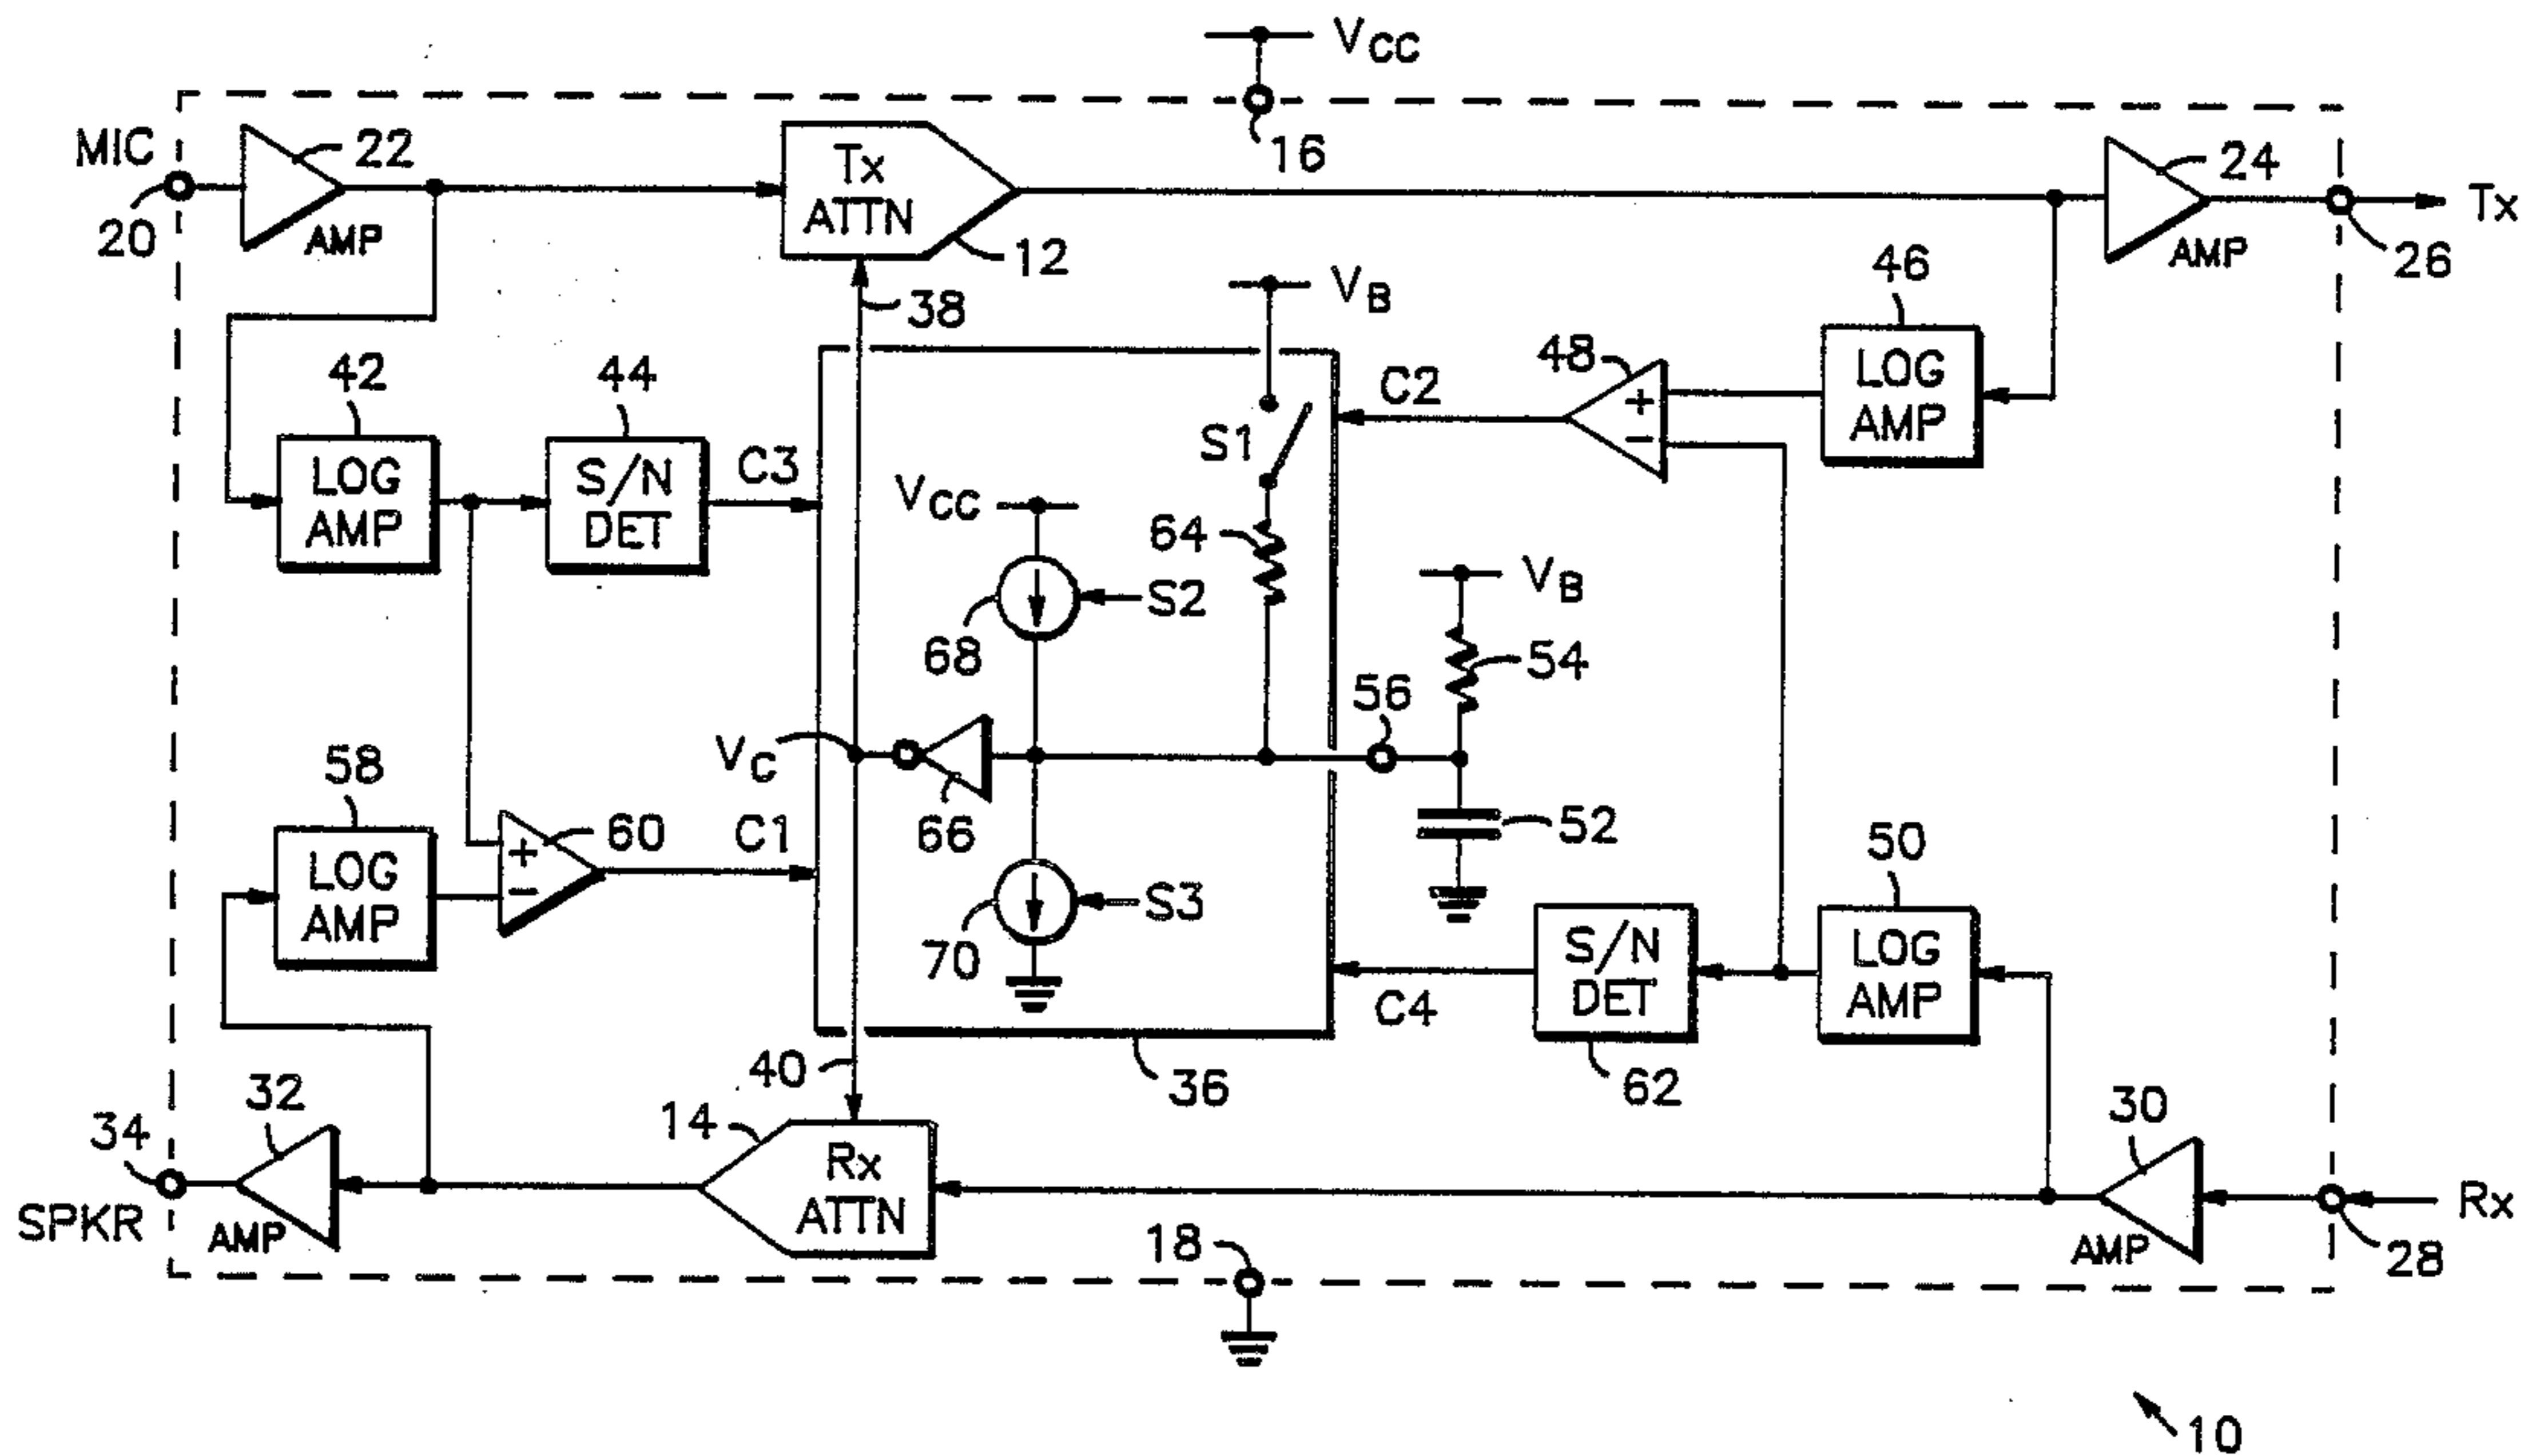 VCC
16
MIC
20
22
AMP
Tx
ATTN
12
38
24
AMP
26
Tx
VB
46
LOG
AMP
48
+
−
C2
42
LOG
AMP
44
S/N
DET
C3
S1
64
VCC
68
S2
VB
54
56
52
VC
66
58
LOG
AMP
60
+
−
C1
70
S3
50
LOG
AMP
S/N
DET
62
C4
40
36
14
Rx
ATTN
32
34
SPKR
AMP
30
AMP
28
Rx
18
10